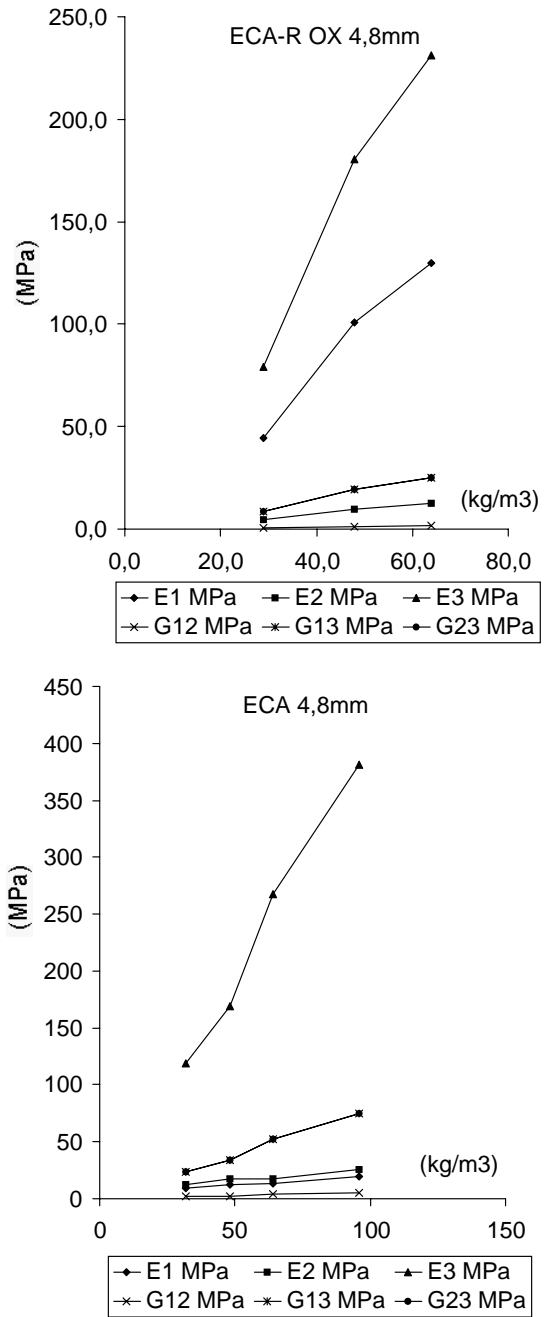 ECA-R OX 4,8mm
250,0
200,0
150,0
100,0
50,0
0,0
(MPa)
(kg/m3)
0,0 20,0 40,0 60,0 80,0
E1 MPa E2 MPa E3 MPa
G12 MPa G13 MPa G23 MPa
ECA 4,8mm
450
400
350
300
250
200
150
100
50
0
(MPa)
(kg/m3)
0 50 100 150
E1 MPa E2 MPa E3 MPa
G12 MPa G13 MPa G23 MPa